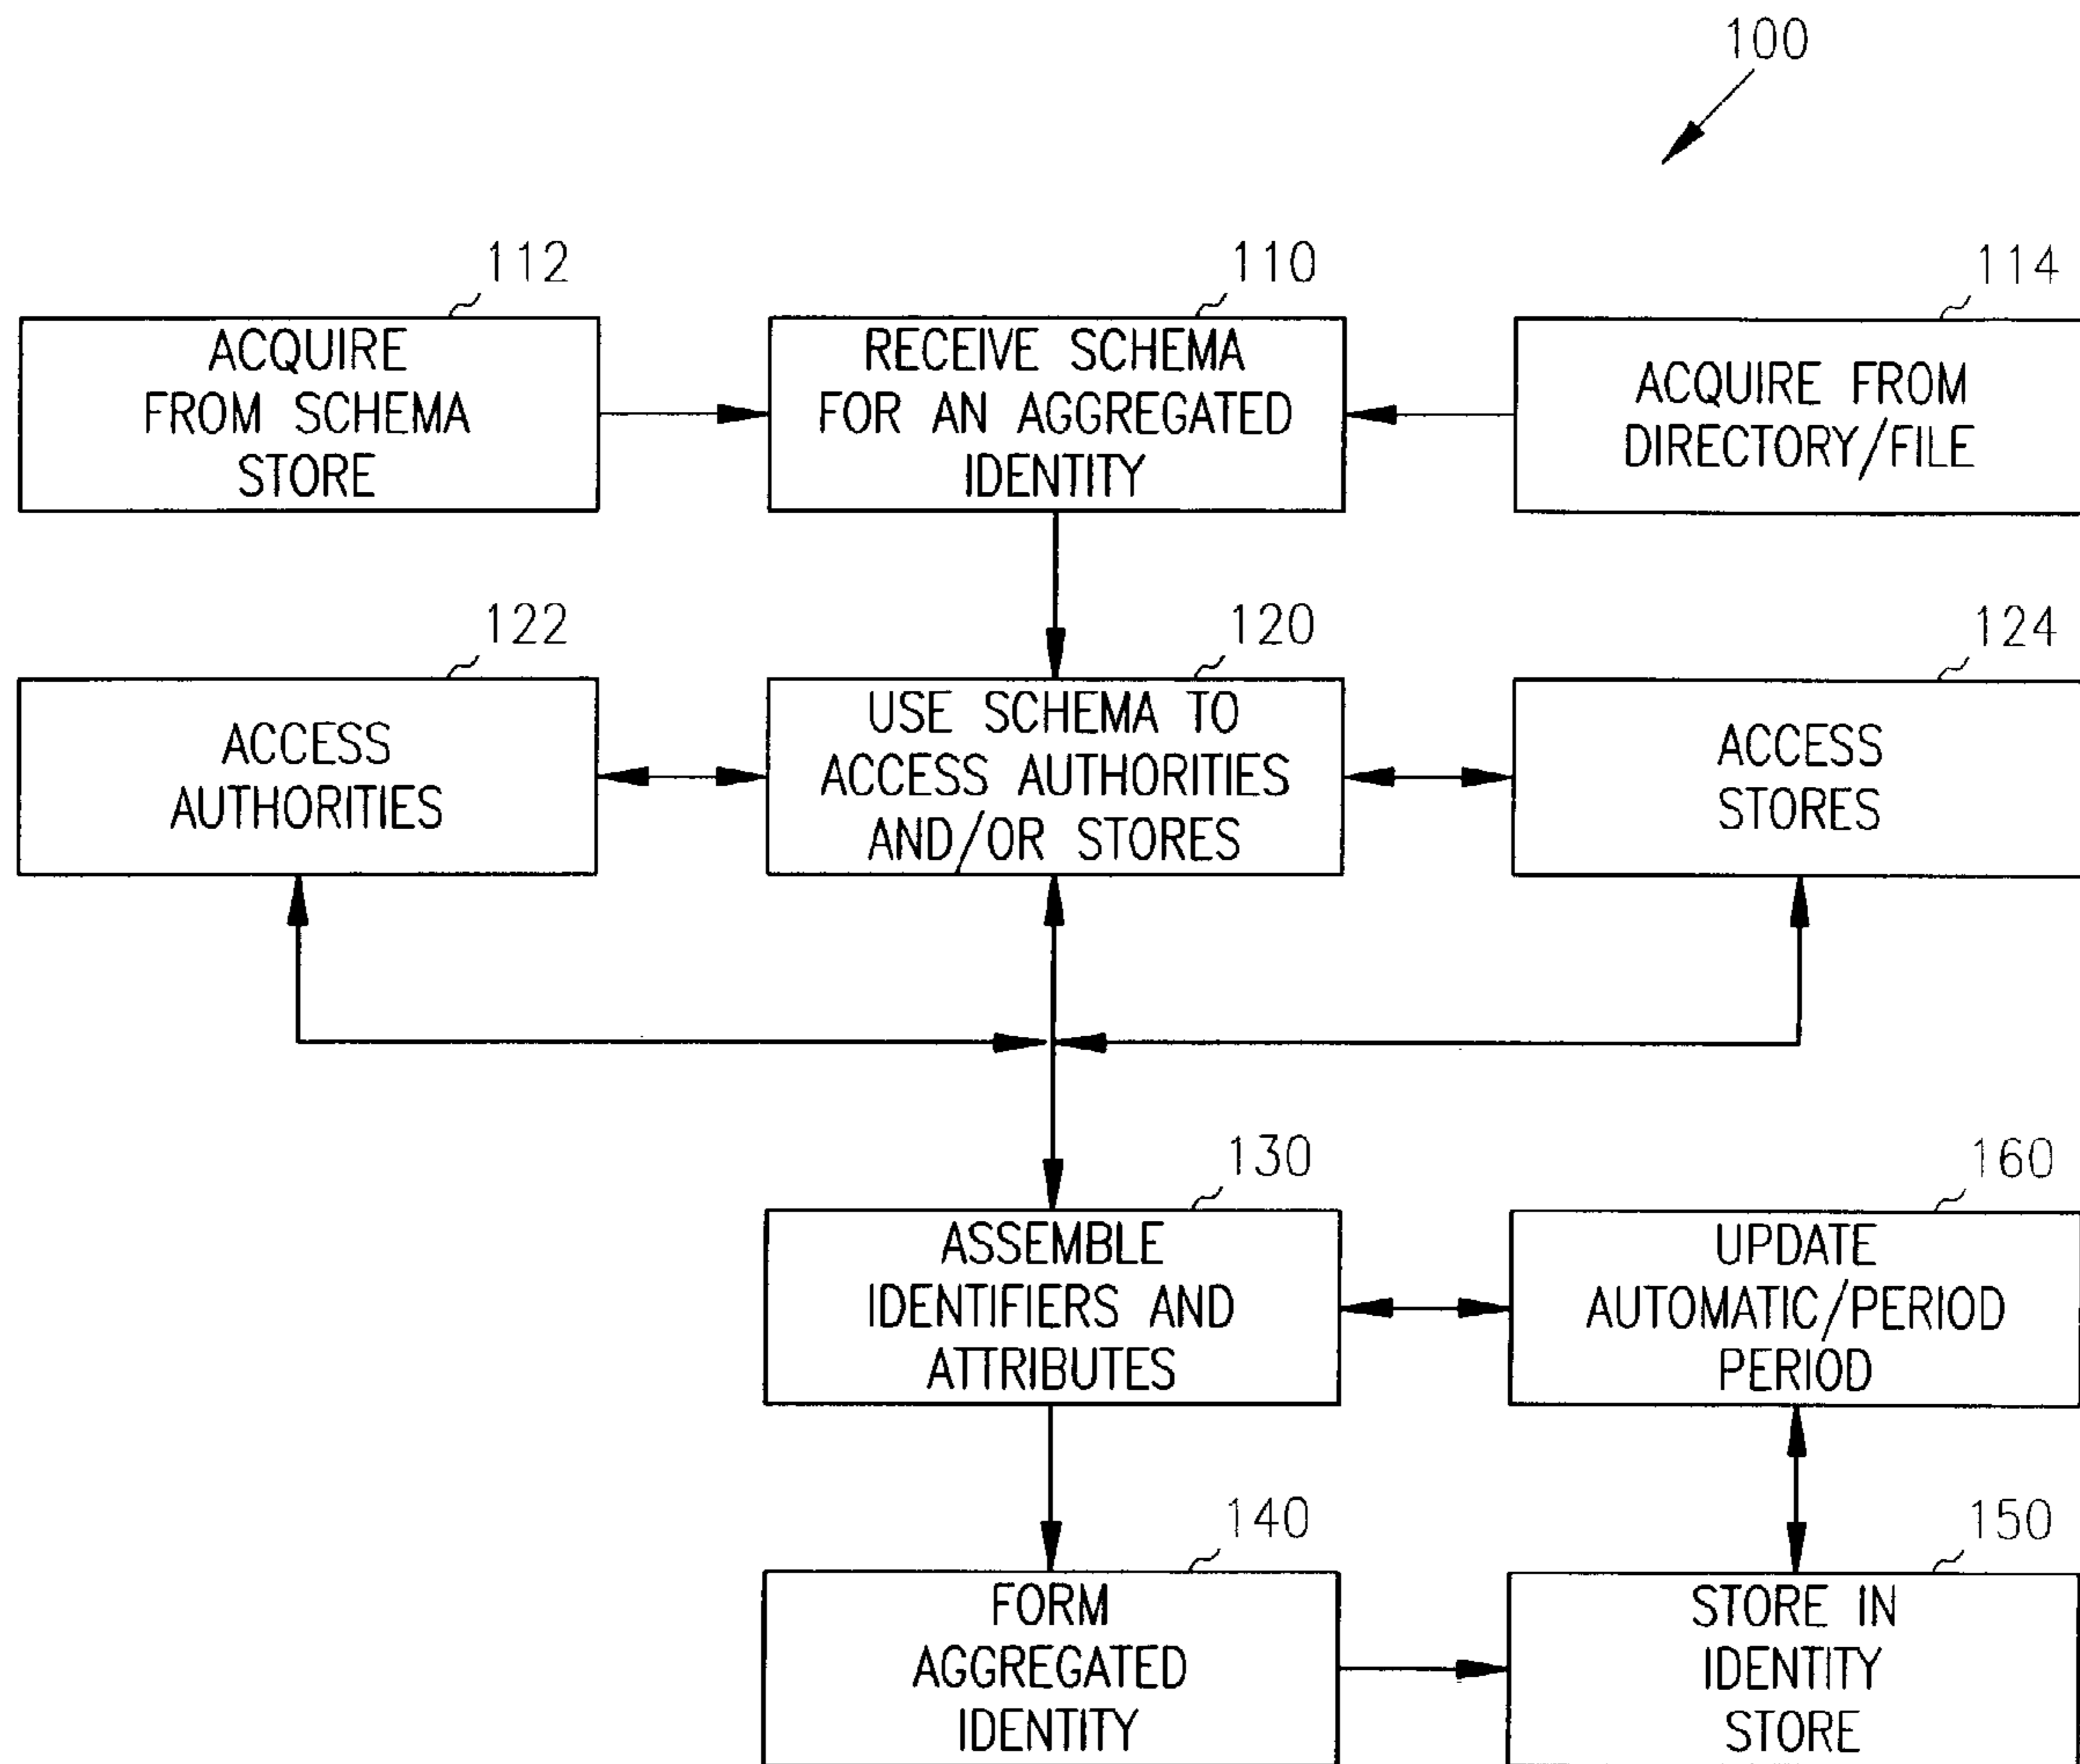 100
112
ACQUIRE
FROM SCHEMA
STORE
110
RECEIVE SCHEMA
FOR AN AGGREGATED
IDENTITY
114
ACQUIRE FROM
DIRECTORY/FILE
122
ACCESS
AUTHORITIES
120
USE SCHEMA TO
ACCESS AUTHORITIES
AND/OR STORES
124
ACCESS
STORES
130
ASSEMBLE
IDENTIFIERS AND
ATTRIBUTES
160
UPDATE
AUTOMATIC/PERIOD
PERIOD
140
FORM
AGGREGATED
IDENTITY
150
STORE IN
IDENTITY
STORE